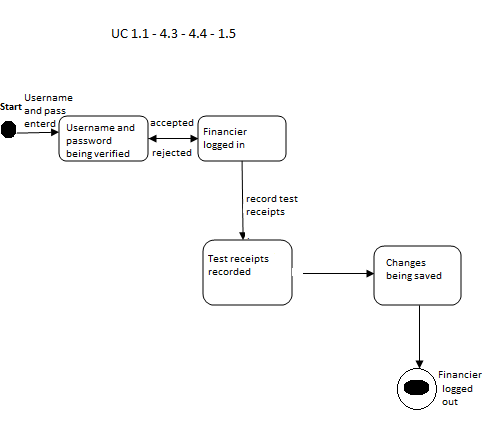 UC 1.1 - 4.3 - 4.4 - 1.5
Start
Username
and pass
enterd
Username and
password
being verified
accepted
rejected
Financier
logged in
record test
receipts
Test receipts
recorded
Changes
being saved
Financier
logged
out